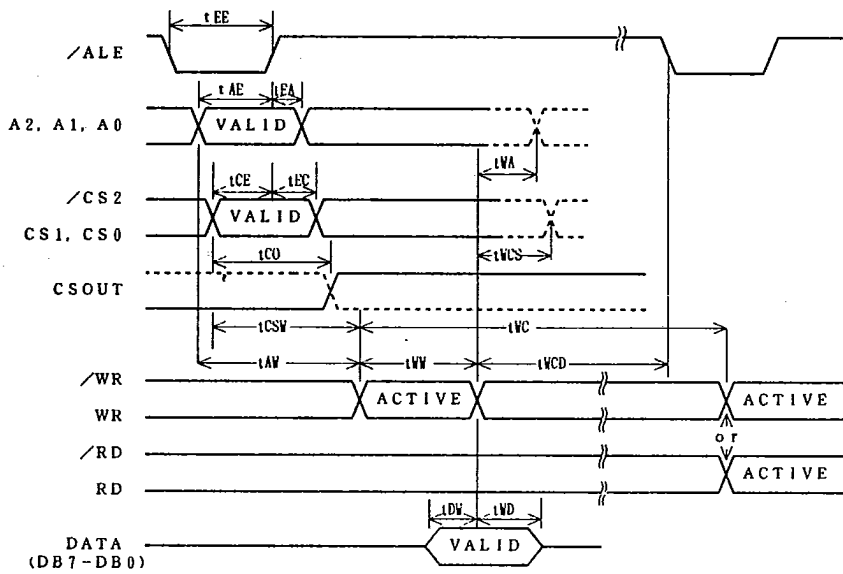 tEE
/ALE
tAE tEA
A2, A1, A0 VALID
tWA
tCE tEC
/CS2
VALID
CS1, CS0
tWCS
tCO
CSOUT
tCSW tWC
tAW tWW tWCD
/WR
ACTIVE ACTIVE
WR
or
/RD
ACTIVE
RD
tDW tWD
DATA VALID
(DB7-DB0)